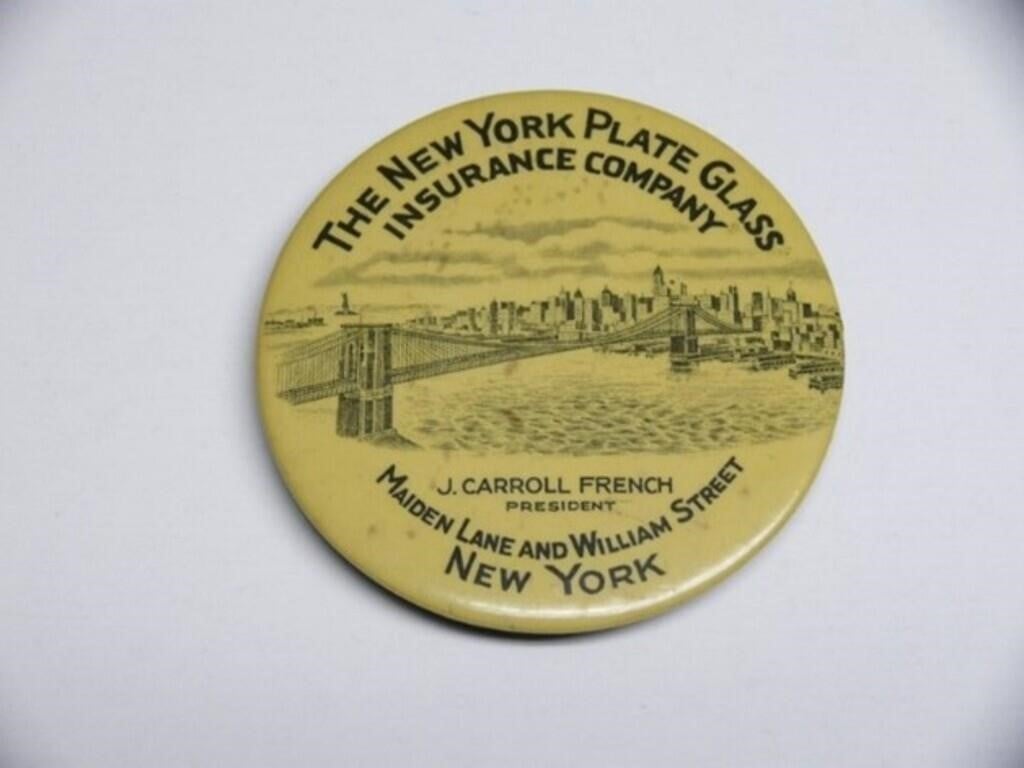 THE NEW YORK PLATE GLASS
INSURANCE COMPANY
J. CARROLL FRENCH
PRESIDENT
MAIDEN LANE AND WILLIAM STREET
NEW YORK